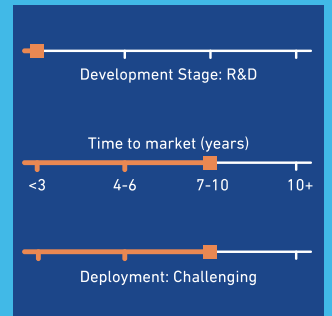 Development Stage: R&D
Time to market (years)
<3 4-6 7-10 10+
Deployment: Challenging